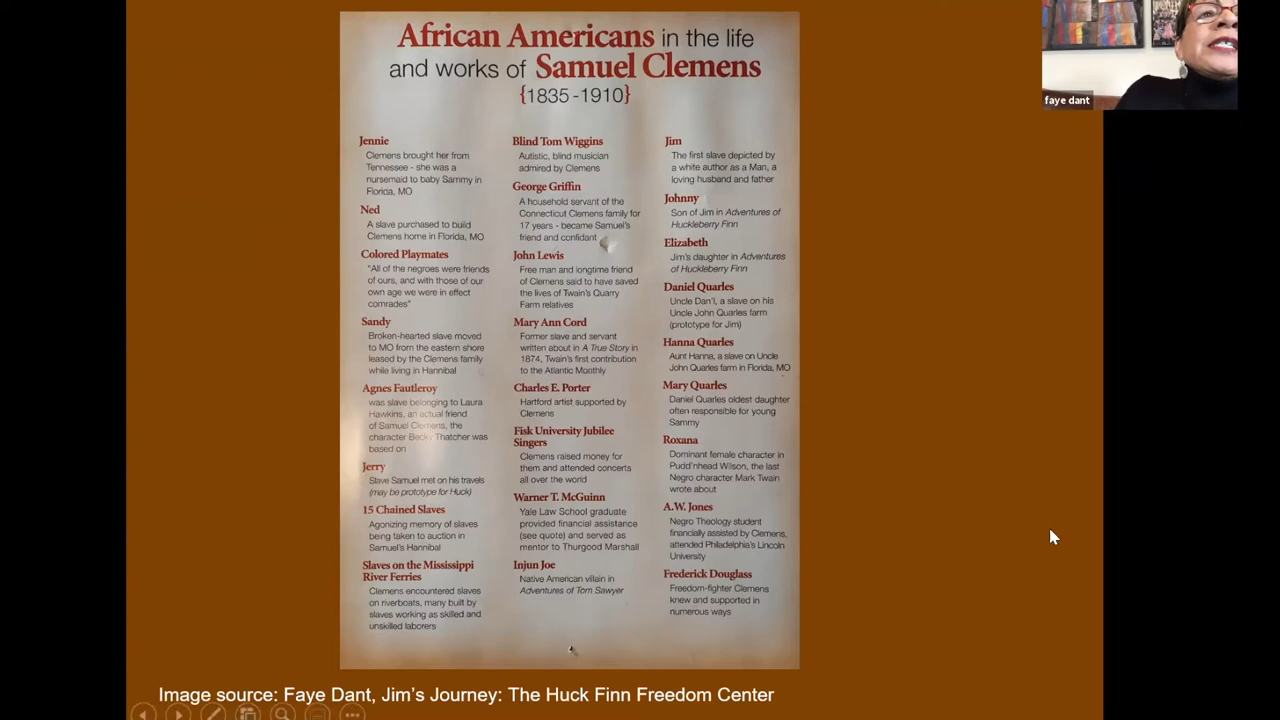 African Americans in the life
and works of Samuel Clemens
{1835 -1910}
Jennie
Clemens brought her from
Tennessee - she was a
nursemaid to baby Sammy in
Florida, MO
Ned
A slave purchased to build
Clemens home in Florida, MO
Colored Playmates
"All of the negroes were friends
of ours, and with those of our
own age we were in effect
comrades"
Sandy
Broken-hearted slave moved
to MO from the eastern shore
leased by the Clemens family
while living in Hannibal
Agnes Fautleroy
was slave belonging to Laura
Hawkins, an actual friend
of Samuel Clemens, the
character Becky Thatcher was
based on
Jerry
Slave Samuel met on his travels
(may be prototype for Huck)
15 Chained Slaves
Agonizing memory of slaves
being taken to auction in
Samuel's Hannibal
Slaves on the Mississippi
River Ferries
Clemens encountered slaves
on riverboats, many built by
slaves working as skilled and
unskilled laborers
Blind Tom Wiggins
Autistic, blind musician
admired by Clemens
George Griffin
A household servant of the
Connecticut Clemens family for
17 years - became Samuel's
friend and confidant
John Lewis
Free man and longtime friend
of Clemens said to have saved
the lives of Twain's Quarry
Farm relatives
Mary Ann Cord
Former slave and servant
written about in A True Story in
1874, Twain's first contribution
to the Atlantic Monthly
Charles E. Porter
Hartford artist supported by
Clemens
Fisk University Jubilee
Singers
Clemens raised money for
them and attended concerts
all over the world
Warner T. McGuinn
Yale Law School graduate
provided financial assistance
(see quote) and served as
mentor to Thurgood Marshall
Injun Joe
Native American villain in
Adventures of Tom Sawyer
Jim
The first slave depicted by
a white author as a Man, a
loving husband and father
Johnny
Son of Jim in Adventures of
Huckleberry Finn
Elizabeth
Jim's daughter in Adventures
of Huckleberry Finn
Daniel Quarles
Uncle Dan'l, a slave on his
Uncle John Quarles farm
(prototype for Jim)
Hanna Quarles
Aunt Hanna, a slave on Uncle
John Quarles farm in Florida, MO
Mary Quarles
Daniel Quarles oldest daughter
often responsible for young
Sammy
Roxana
Dominant female character in
Pudd'nhead Wilson, the last
Negro character Mark Twain
wrote about
A.W. Jones
Negro Theology student
financially assisted by Clemens,
attended Philadelphia's Lincoln
University
Frederick Douglass
Freedom-fighter Clemens
knew and supported in
numerous ways
Image source: Faye Dant, Jim's Journey: The Huck Finn Freedom Center
faye dant